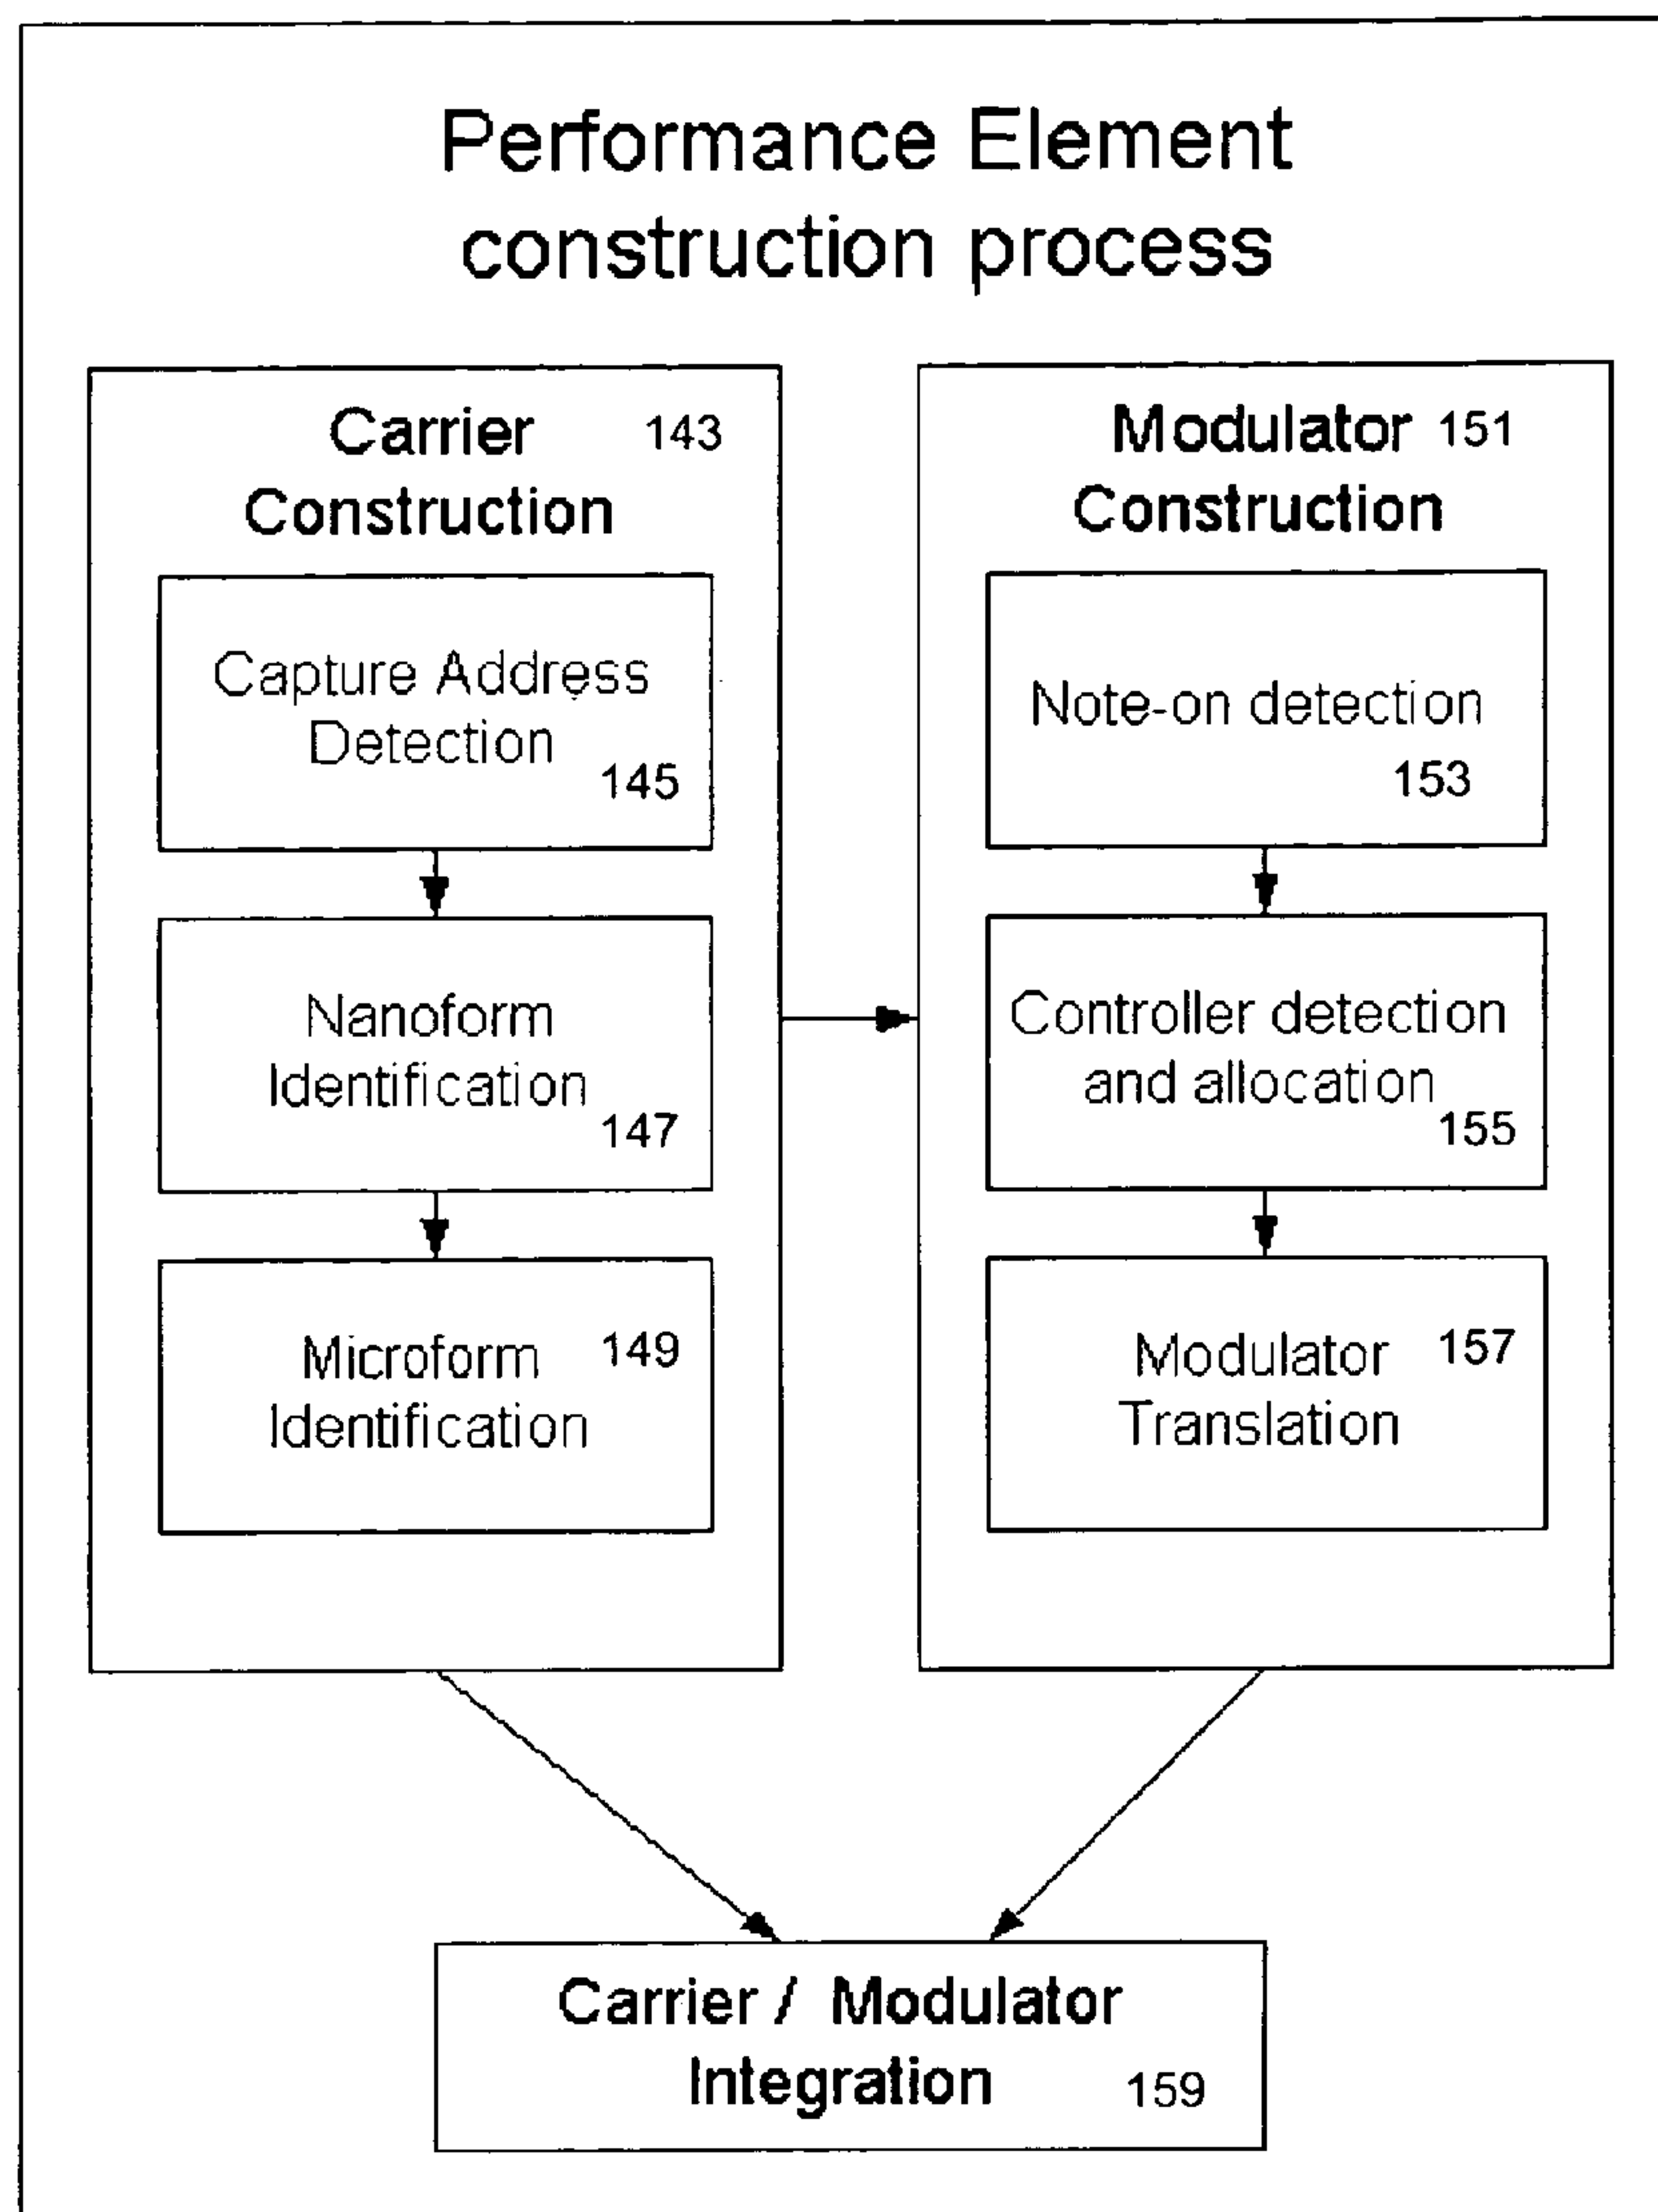 Performance Element
construction process
Carrier 143
Construction
Capture Address
Detection
145
Nanoform
Identification
147
Microform 149
Identification
Modulator 151
Construction
Note-on detection
153
Controller detection
and allocation
155
Modulator 157
Translation
Carrier / Modulator
Integration 159